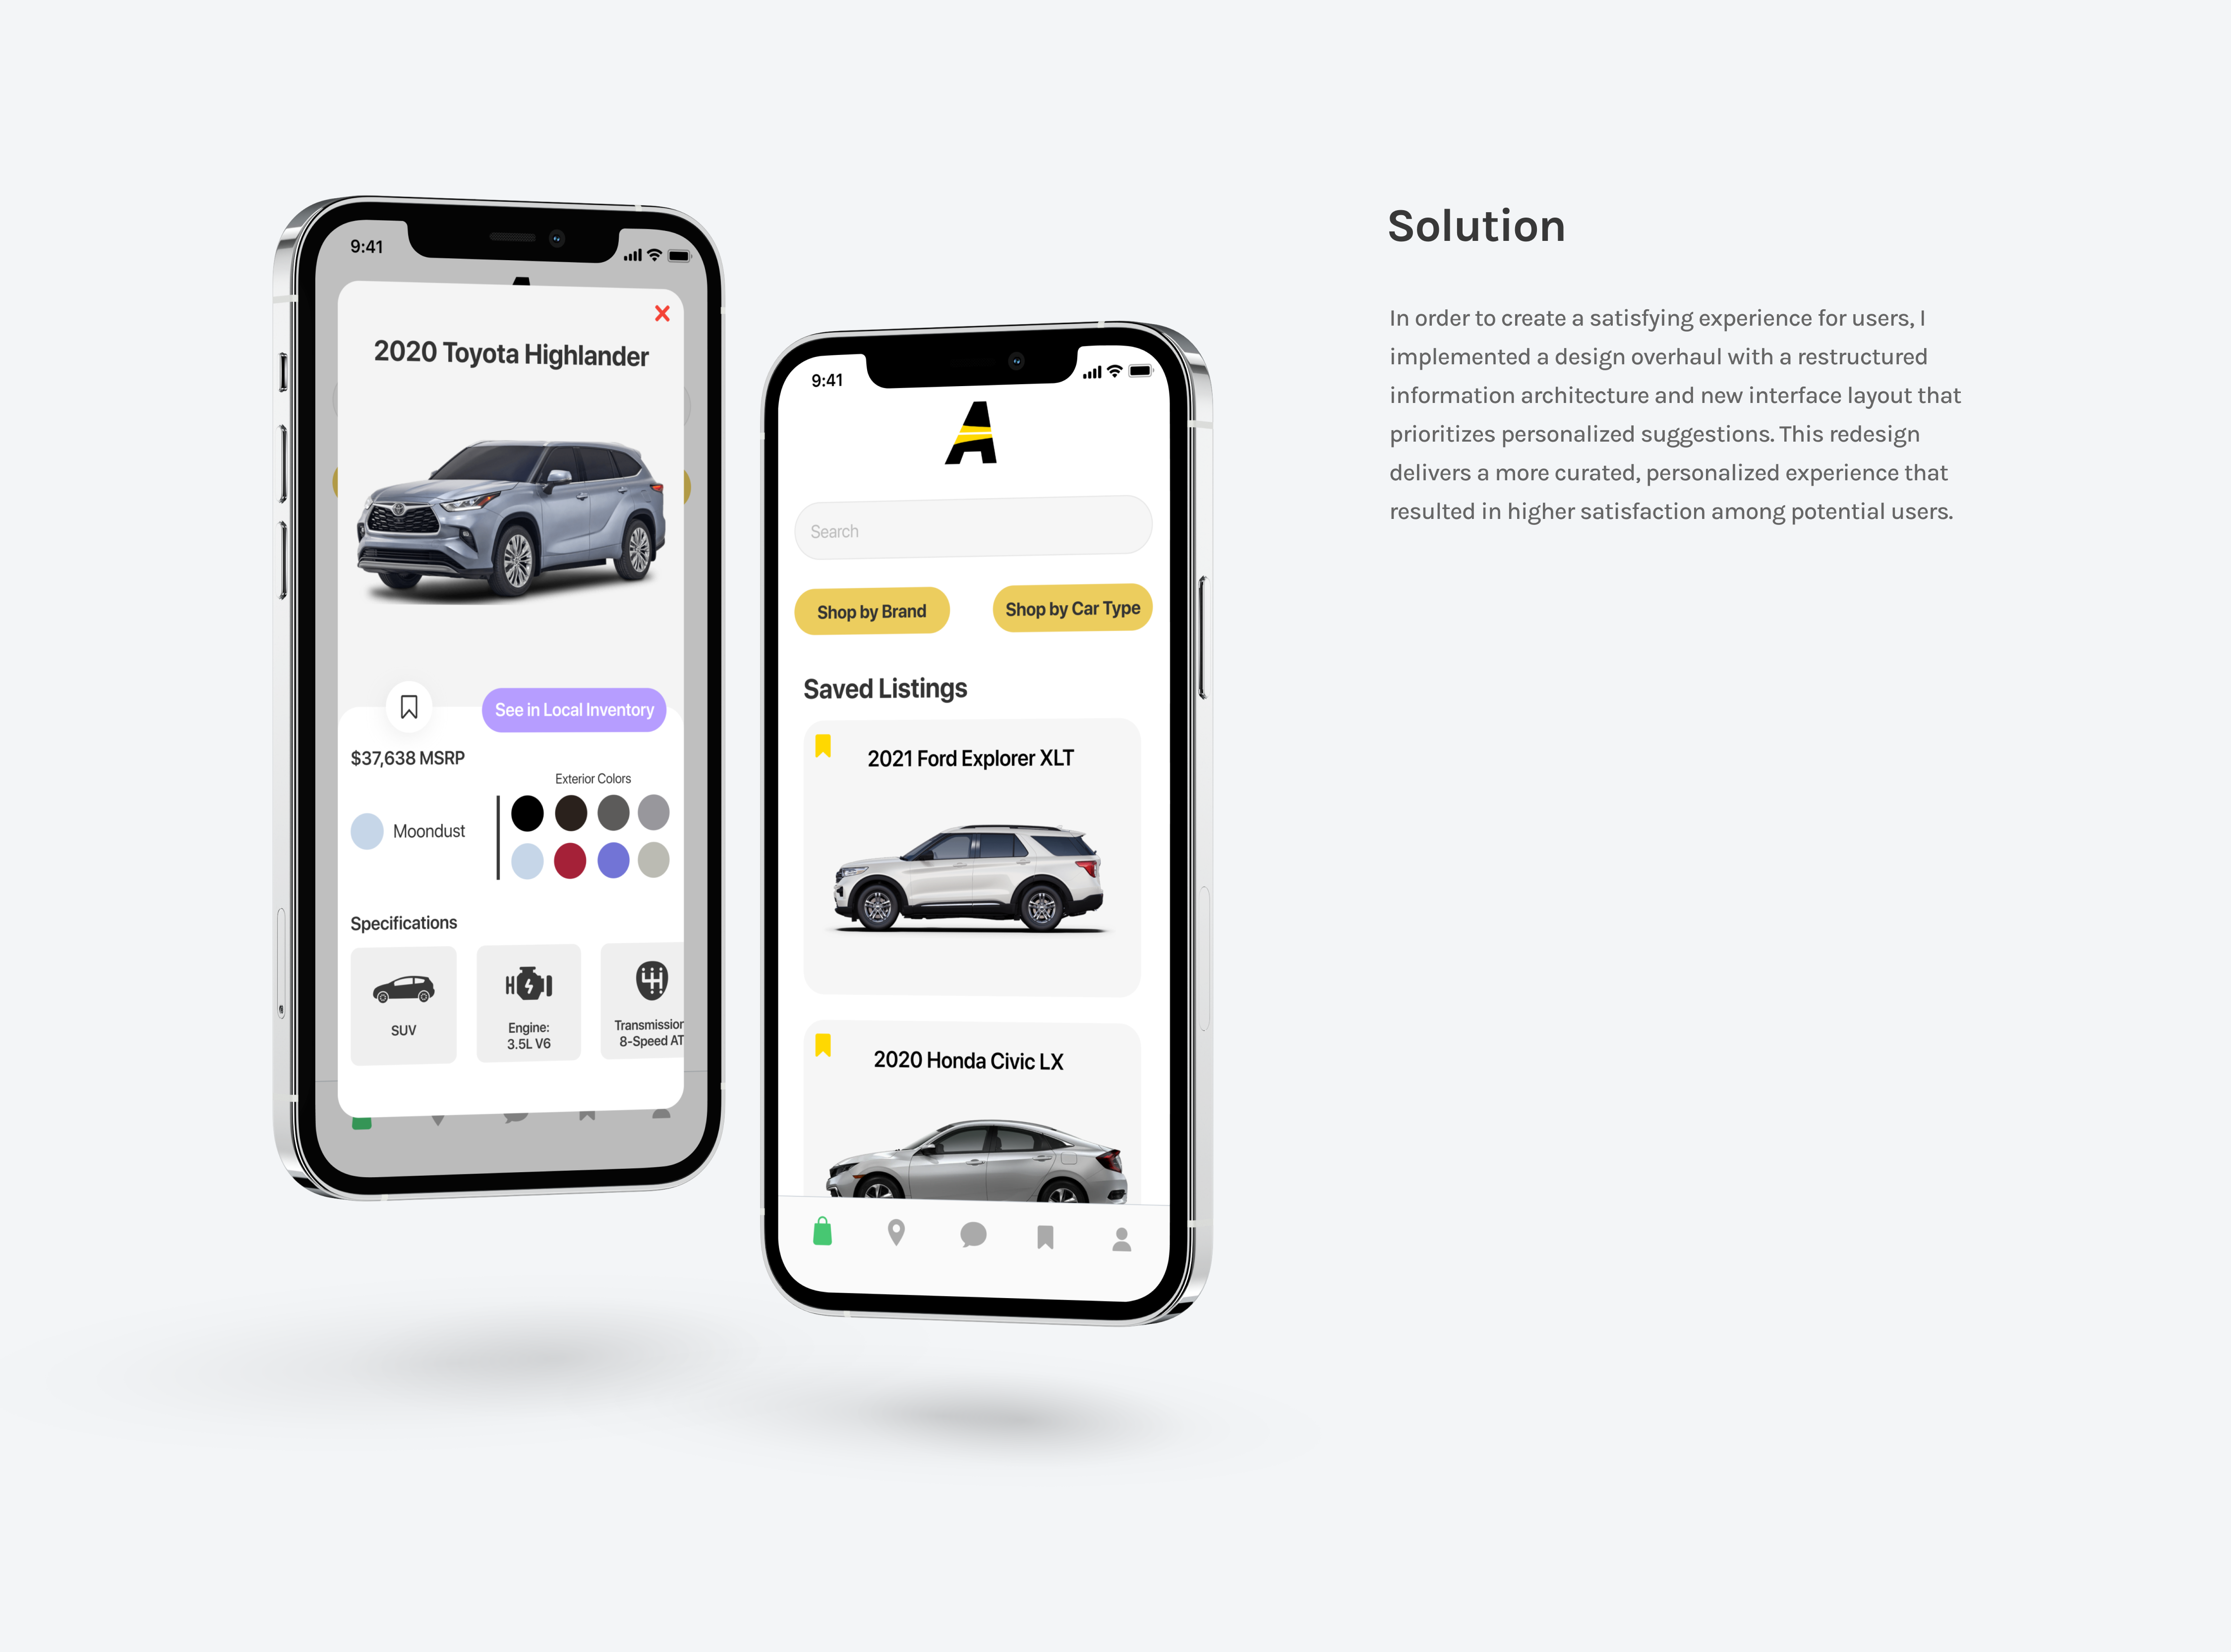 9:41
2020 Toyota Highlander
See in Local Inventory
$37,638 MSRP
Exterior Colors
Moondust
Specifications
SUV
Engine:
3.5L V6
Transmission
8-Speed AT
9:41
A
Search
Shop by Brand
Shop by Car Type
Saved Listings
2021 Ford Explorer XLT
2020 Honda Civic LX
Solution
In order to create a satisfying experience for users, I
implemented a design overhaul with a restructured
information architecture and new interface layout that
prioritizes personalized suggestions. This redesign
delivers a more curated, personalized experience that
resulted in higher satisfaction among potential users.